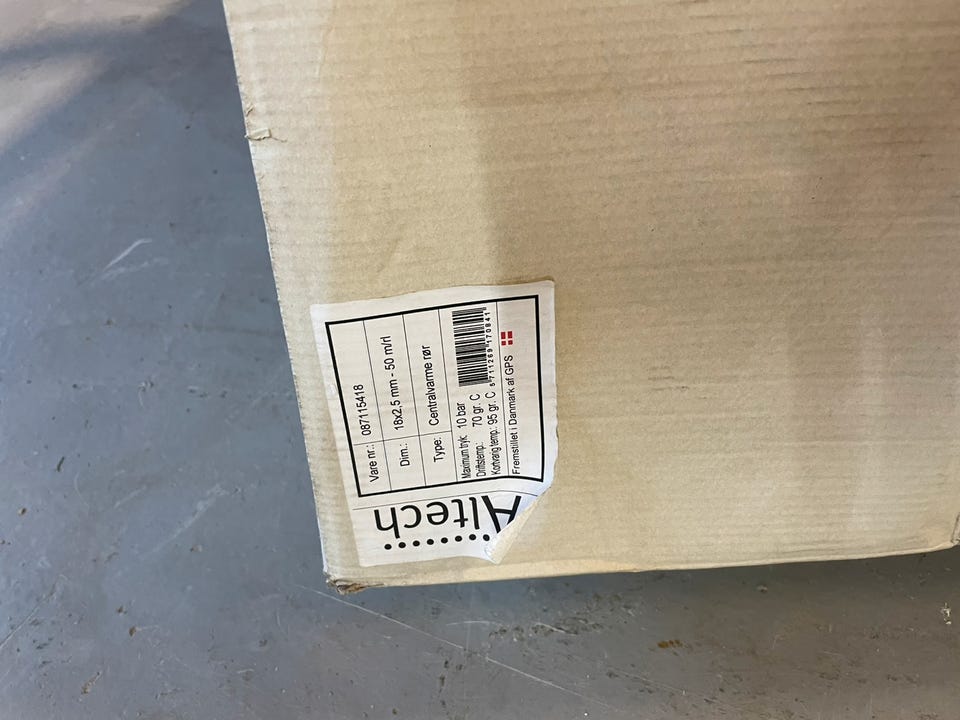 Altech
Vare nr.: 087115418
Dim.: 18x2,5 mm - 50 m/rl
Type: Centralvarme rør
Maximum tryk: 10 bar
Driftstemp.: 70 gr. C
Kortvarig temp.: 95 gr. C
5711269170841
Fremstillet i Danmark af GPS